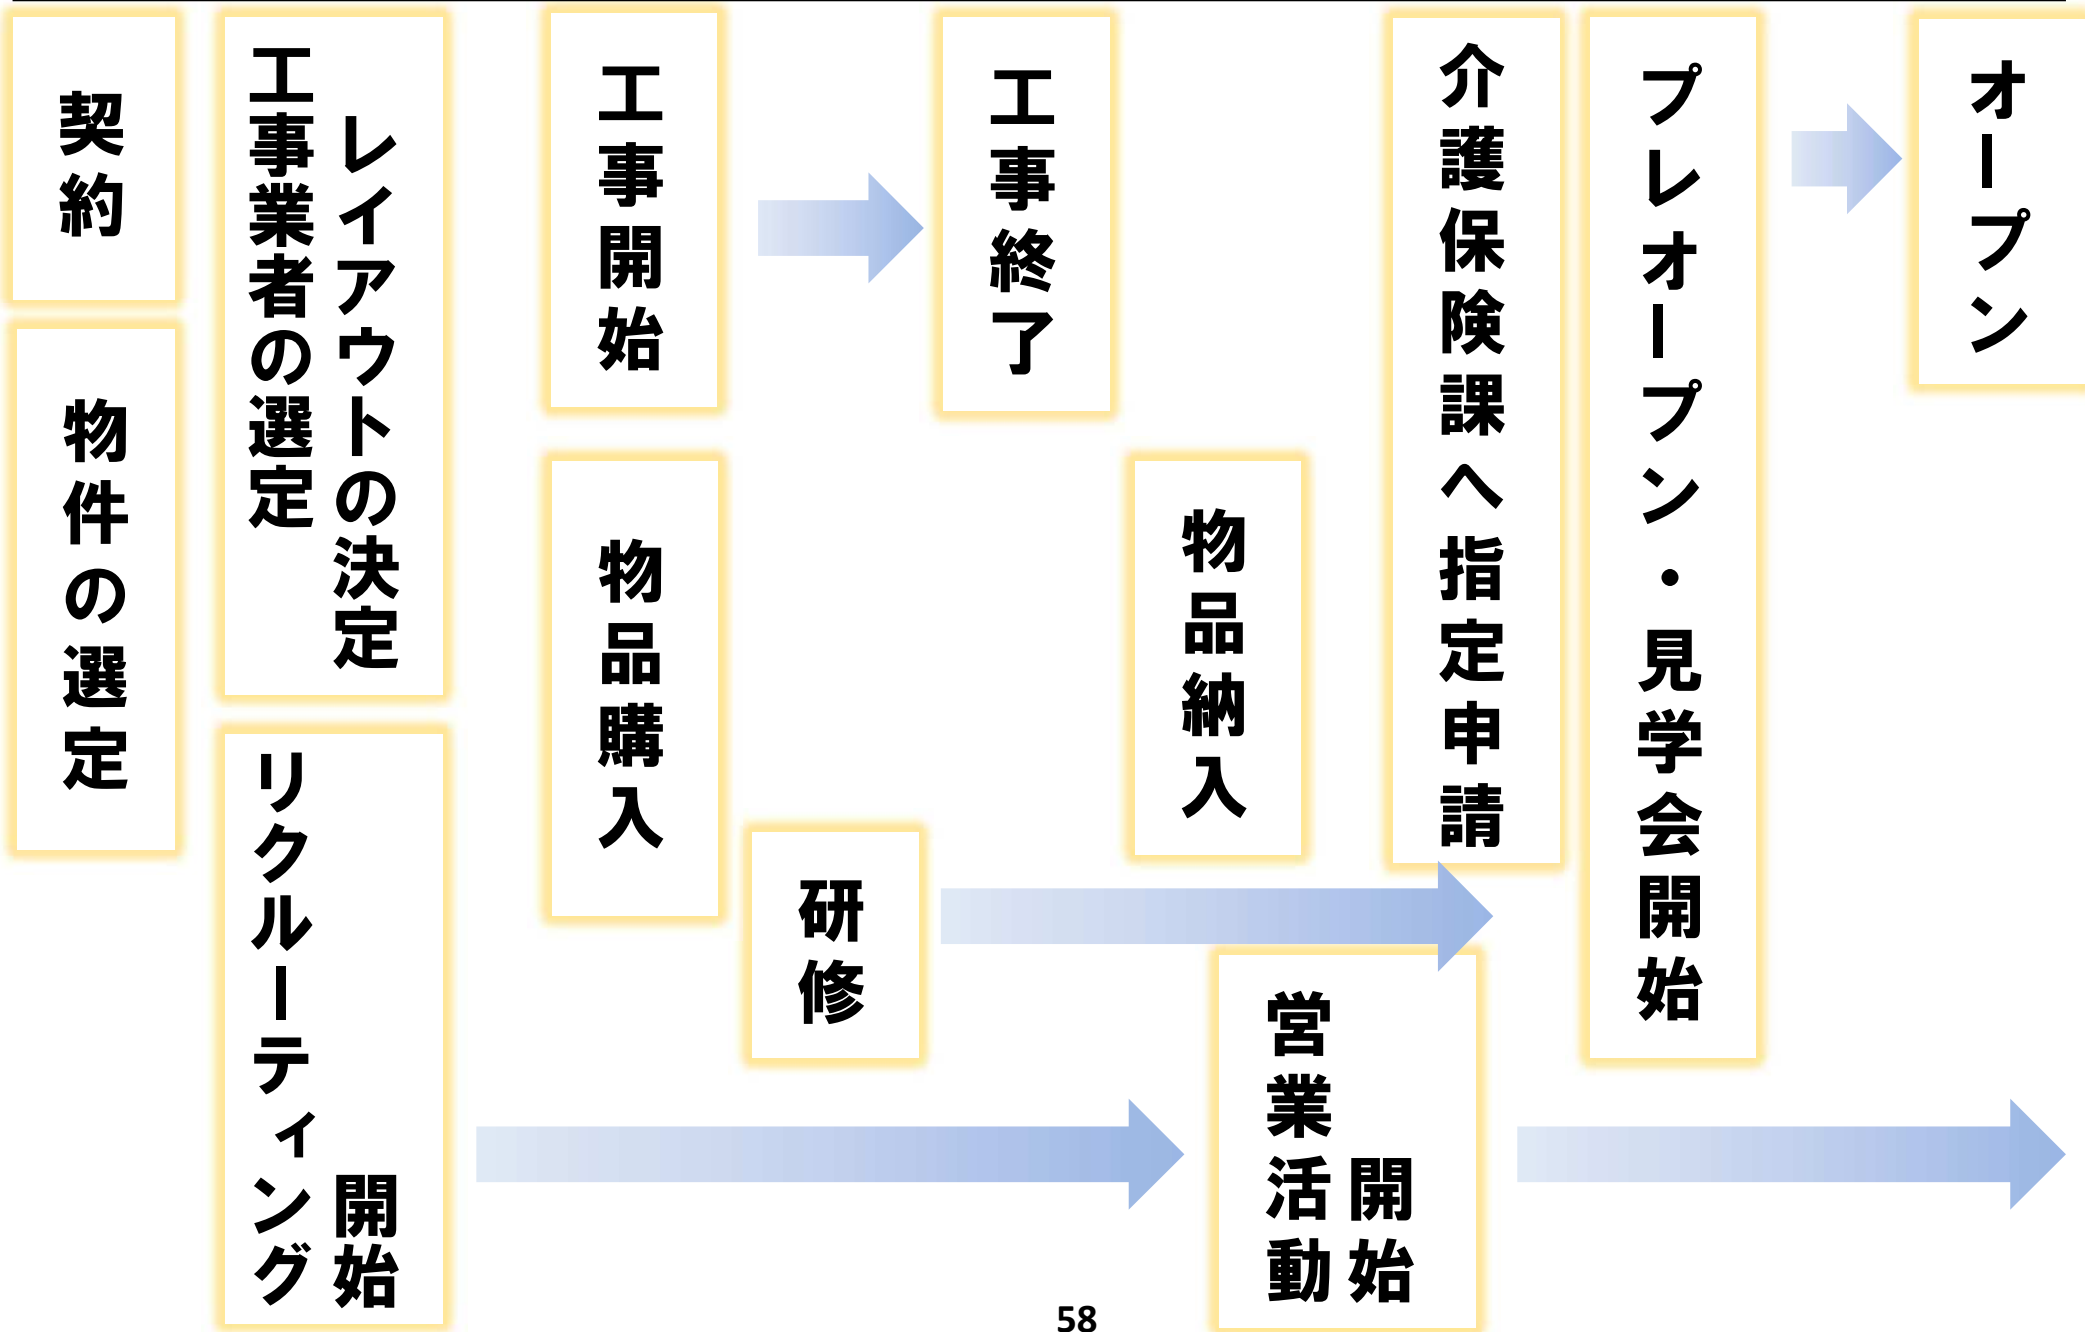 契約
物件の選定
工事業者の選定
レイアウトの決定
リクルーティング
開始
工事開始
物品購入
研修
工事終了
物品納入
営業活動
開始
介護保険課へ指定申請
プレオープン・見学会開始
オープン
58